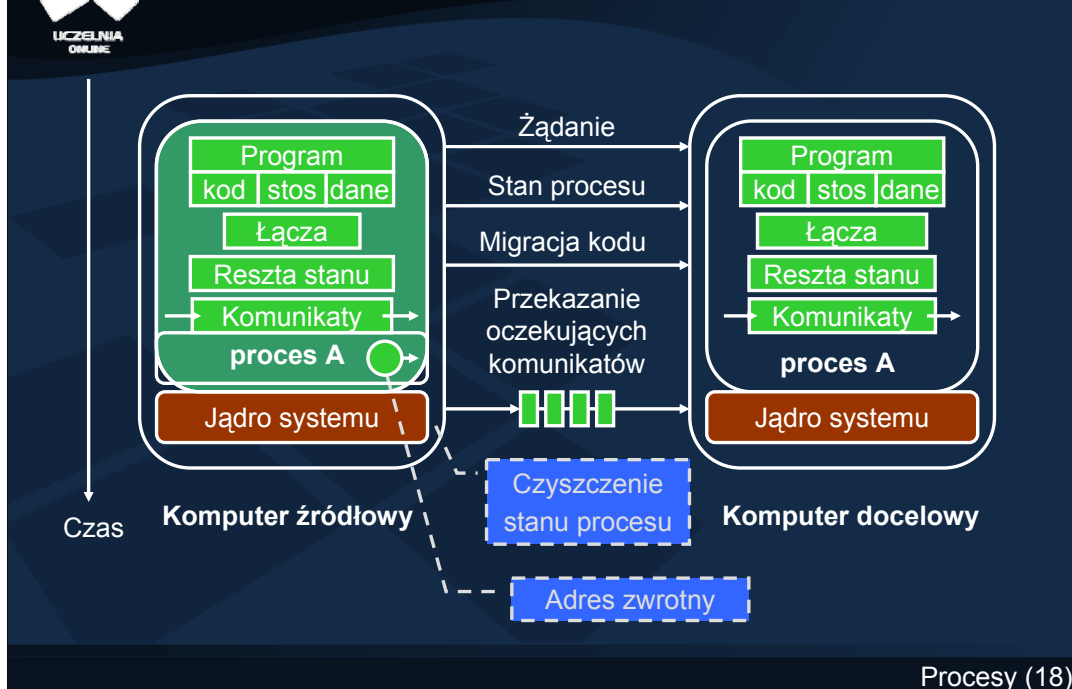 UCZELNIA
ONLINE
Żądanie
Program
kod stos dane
Stan procesu
Łącza
Migracja kodu
Reszta stanu
Komunikaty
Przekazanie
oczekujących
komunikatów
proces A
Jądro systemu
Program
kod stos dane
Łącza
Reszta stanu
Komunikaty
proces A
Jądro systemu
Czyszczenie
stanu procesu
Czas
Komputer źródłowy
Komputer docelowy
Adres zwrotny
Procesy (18)